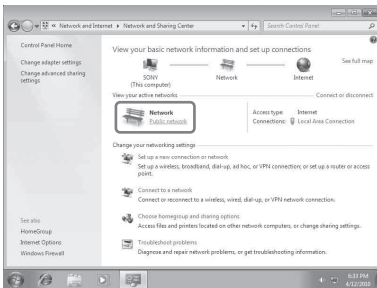 « Network and Internet ▸ Network and Sharing Center
Search Control Panel
Control Panel Home
Change adapter settings
Change advanced sharing
settings
View your basic network information and set up connections
See full map
SONY
(This computer)
Network
Internet
View your active networks
Connect or disconnect
Network
Public network
Access type: Internet
Connections: Local Area Connection
Change your networking settings
Set up a new connection or network
Set up a wireless, broadband, dial-up, ad hoc, or VPN connection; or set up a router or access
point.
Connect to a network
Connect or reconnect to a wireless, wired, dial-up, or VPN network connection.
Choose homegroup and sharing options
Access files and printers located on other network computers, or change sharing settings.
Troubleshoot problems
Diagnose and repair network problems, or get troubleshooting information.
See also
HomeGroup
Internet Options
Windows Firewall
6:33 PM
4/12/2010